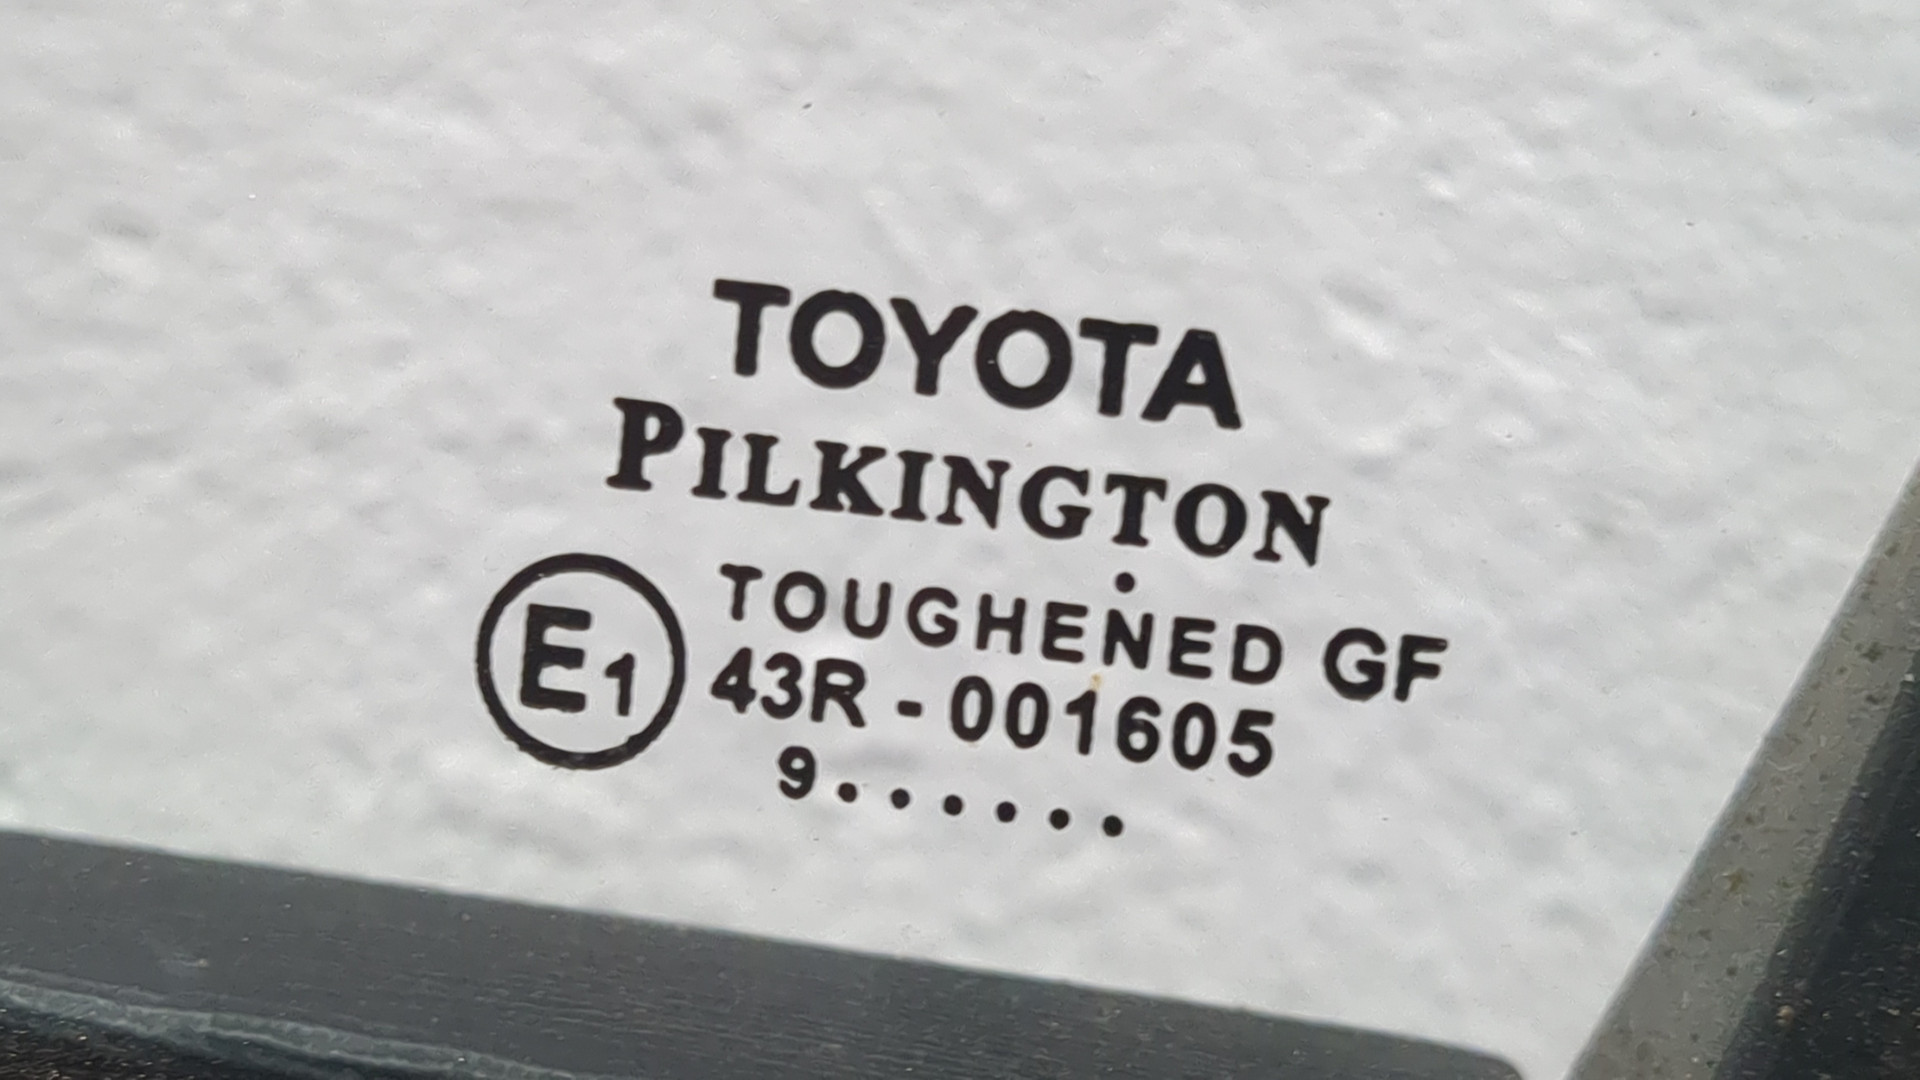 TOYOTA
PILKINGTON
E1
TOUGHENED GF
43R - 001605
9......